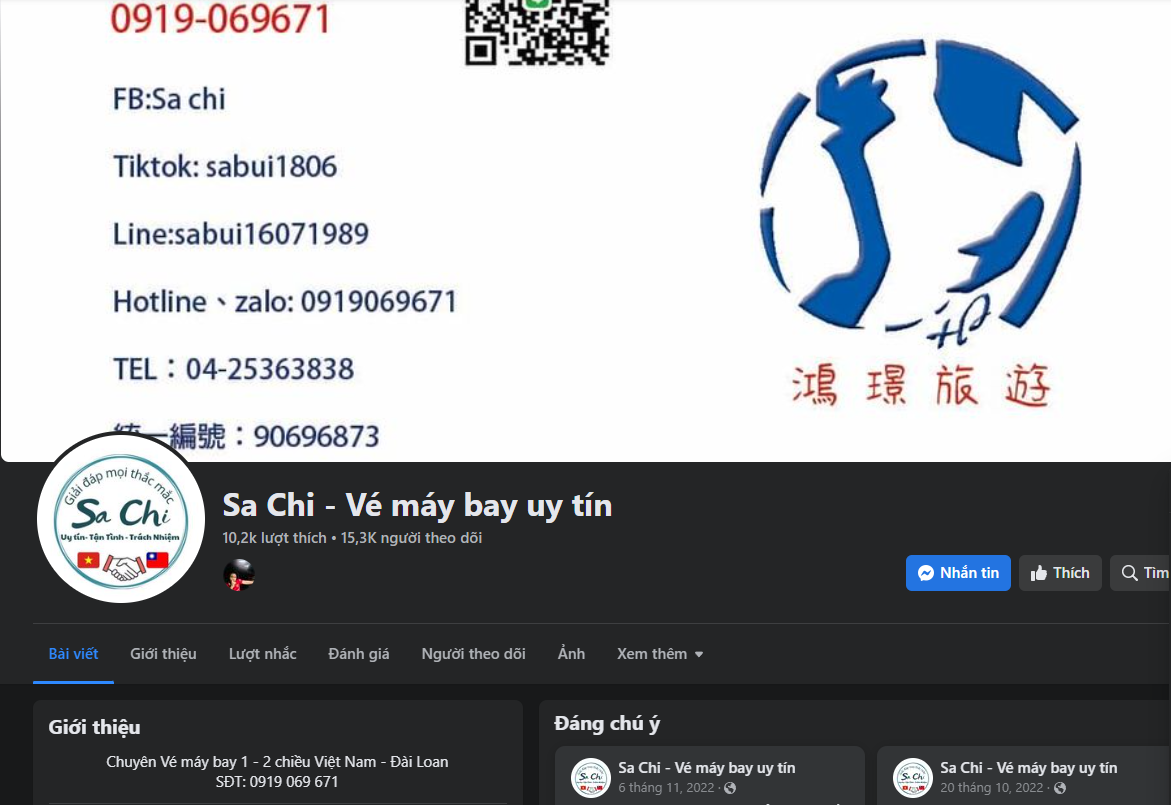 0919-069671
FB:Sa chi
Tiktok: sabui1806
Line:sabui16071989
Hotline、zalo: 0919069671
TEL：04-25363838
統一編號：90696873
一起
鴻 璟 旅 遊
Giải đáp mọi thắc mắc
Sa Chi
Uy tín- Tận Tình - Trách Nhiệm
Sa Chi - Vé máy bay uy tín
10,2k lượt thích • 15,3K người theo dõi
Nhắn tin
Thích
Tìm
Bài viết
Giới thiệu
Lượt nhắc
Đánh giá
Người theo dõi
Ảnh
Xem thêm
Giới thiệu
Chuyên Vé máy bay 1 - 2 chiều Việt Nam - Đài Loan
SĐT: 0919 069 671
Đáng chú ý
Sa Chi - Vé máy bay uy tín
6 tháng 11, 2022 ·
Sa Chi - Vé máy bay uy tín
20 tháng 10, 2022 ·